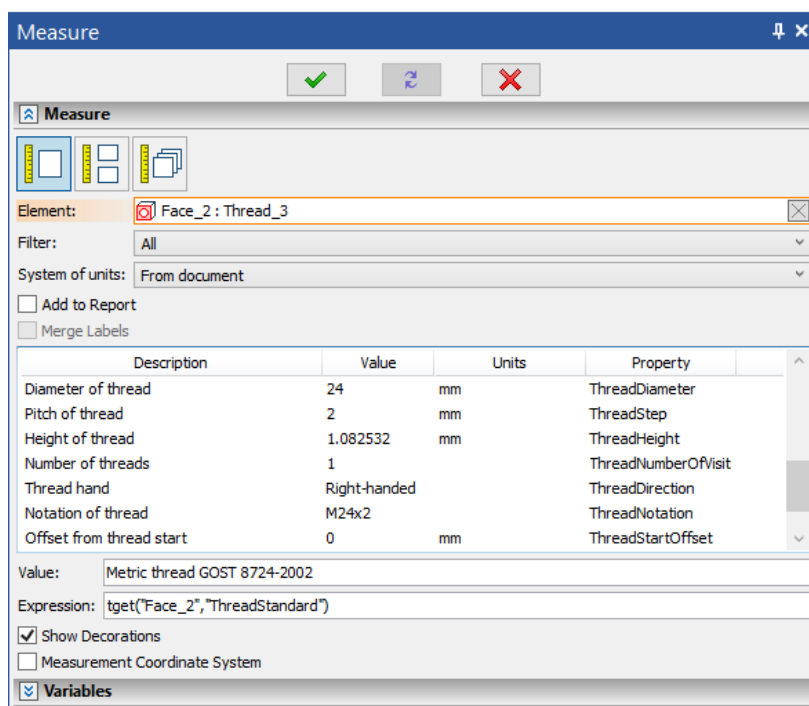 Measure
Measure
Element: Face_2 : Thread_3
Filter: All
System of units: From document
Add to Report
Merge Labels
Description Value Units Property
Diameter of thread 24 mm ThreadDiameter
Pitch of thread 2 mm ThreadStep
Height of thread 1.082532 mm ThreadHeight
Number of threads 1 ThreadNumberOfVisit
Thread hand Right-handed ThreadDirection
Notation of thread M24x2 ThreadNotation
Offset from thread start 0 mm ThreadStartOffset
Value: Metric thread GOST 8724-2002
Expression: tget("Face_2","ThreadStandard")
Show Decorations
Measurement Coordinate System
Variables